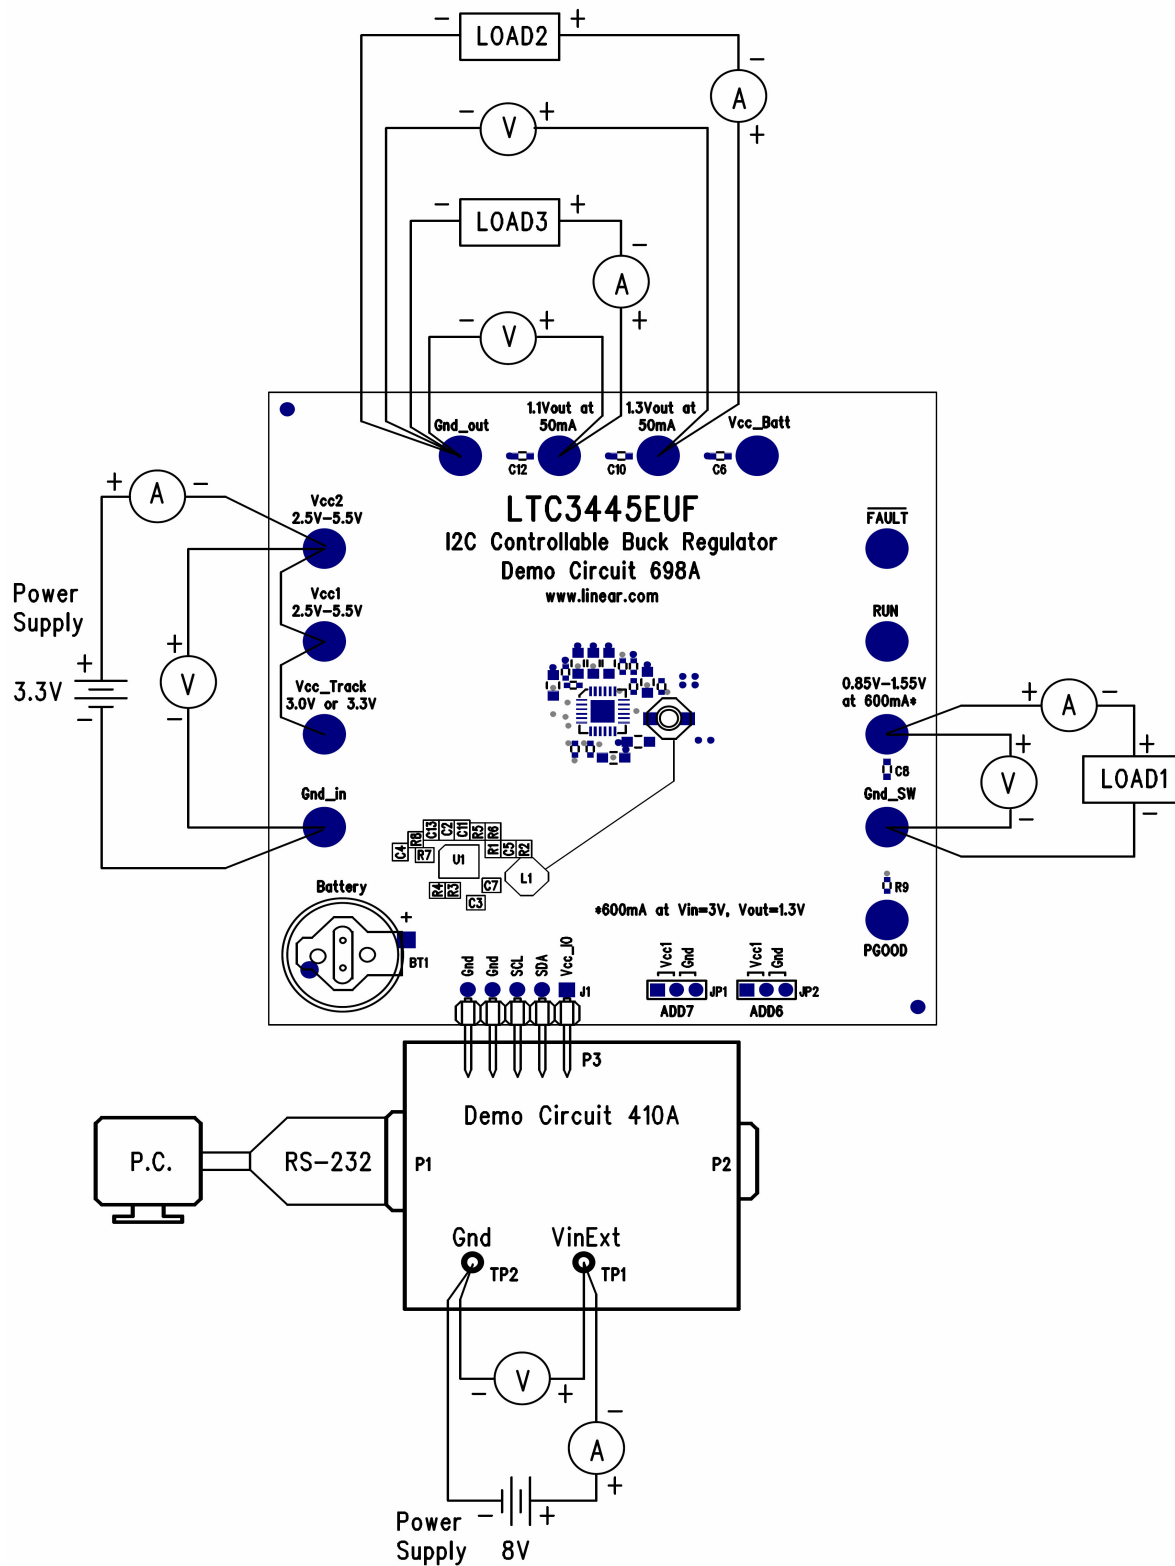 − LOAD2 +
−
A
+
− V +
− LOAD3 +
−
A
+
− V +
1.1Vout at 50mA
1.3Vout at 50mA
Gnd_out
Vcc_Batt
C12
C10
C6
+ A −
Vcc2
2.5V-5.5V
LTC3445EUF
I2C Controllable Buck Regulator
Demo Circuit 698A
www.linear.com
FAULT
Power
Supply
+
3.3V
−
+
V
−
Vcc1
2.5V-5.5V
RUN
Vcc_Track
3.0V or 3.3V
0.85V-1.55V
at 600mA*
+ A −
+
V
−
+
LOAD1
−
C8
Gnd_in
Gnd_SW
C4
R8
R7
C13
C2
C11
R5
R6
R1
C5
R2
U1
L1
R4
R3
C7
C3
R9
Battery
+
BT1
*600mA at Vin=3V, Vout=1.3V
PGOOD
Gnd
Gnd
SCL
SDA
Vcc_IO
J1
Vcc1
Gnd
JP1
ADD7
Vcc1
Gnd
JP2
ADD6
P3
Demo Circuit 410A
P.C.
RS-232
P1
P2
Gnd
VinExt
TP2
TP1
− V +
−
A
+
− +
Power
Supply
8V